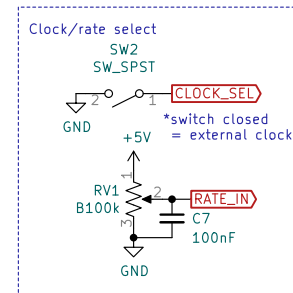 Clock/rate select
SW2
SW_SPST
2 1 CLOCK_SEL
GND
*switch closed
= external clock
+5V
1
RV1
B100k
2 RATE_IN
3
C7
100nF
GND